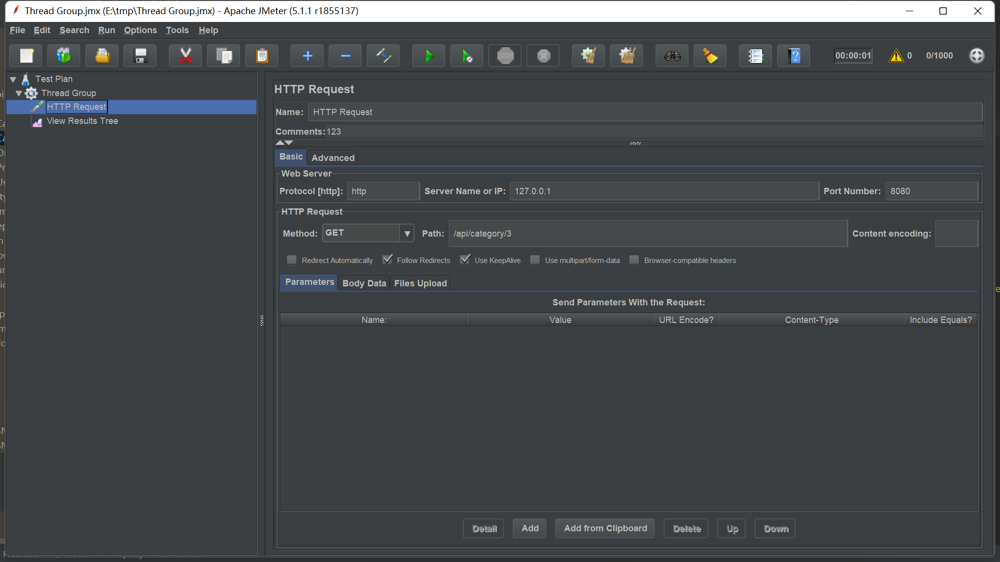 Thread Group.jmx (E:\tmp\Thread Group.jmx) - Apache JMeter (5.1.1 r1855137)
File Edit Search Run Options Tools Help
STOP 00:00:01 0 0/1000
Test Plan
Thread Group
HTTP Request
View Results Tree
HTTP Request
Name: HTTP Request
Comments: 123
Basic Advanced
Web Server
Protocol [http]: http Server Name or IP: 127.0.0.1 Port Number: 8080
HTTP Request
Method: GET Path: /api/category/3 Content encoding:
Redirect Automatically Follow Redirects Use KeepAlive Use multipart/form-data Browser-compatible headers
Parameters Body Data Files Upload
Send Parameters With the Request:
Name: Value URL Encode? Content-Type Include Equals?
Detail Add Add from Clipboard Delete Up Down